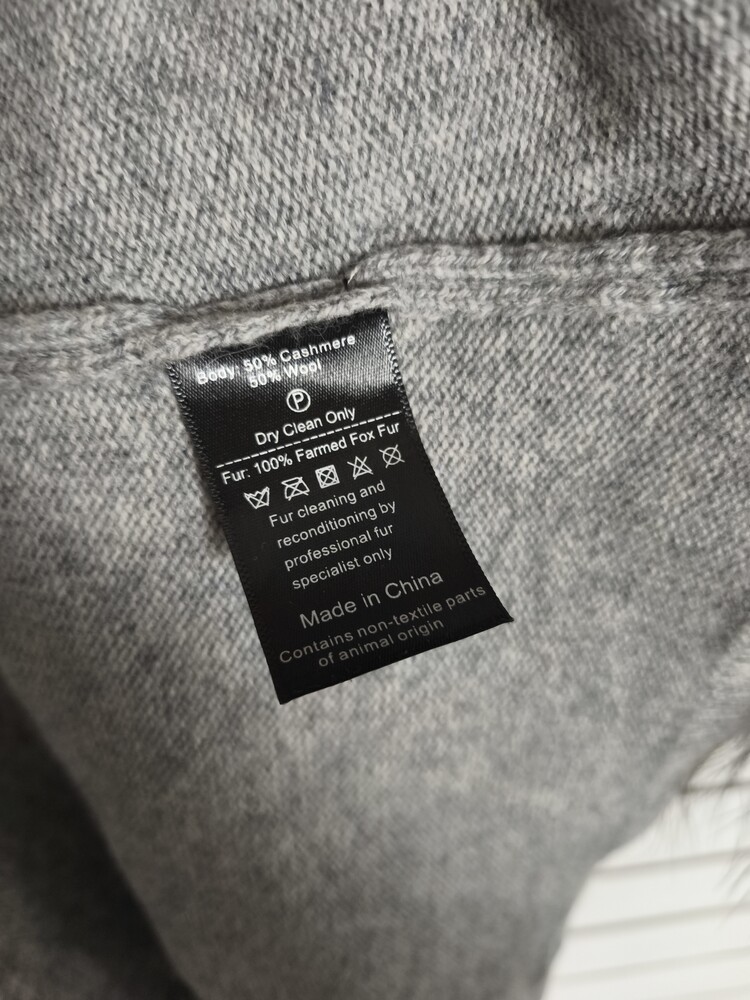 Body: 50% Cashmere
50% Wool
P
Dry Clean Only
Fur: 100% Farmed Fox Fur
Fur cleaning and
reconditioning by
professional fur
specialist only
Made in China
Contains non-textile parts
of animal origin